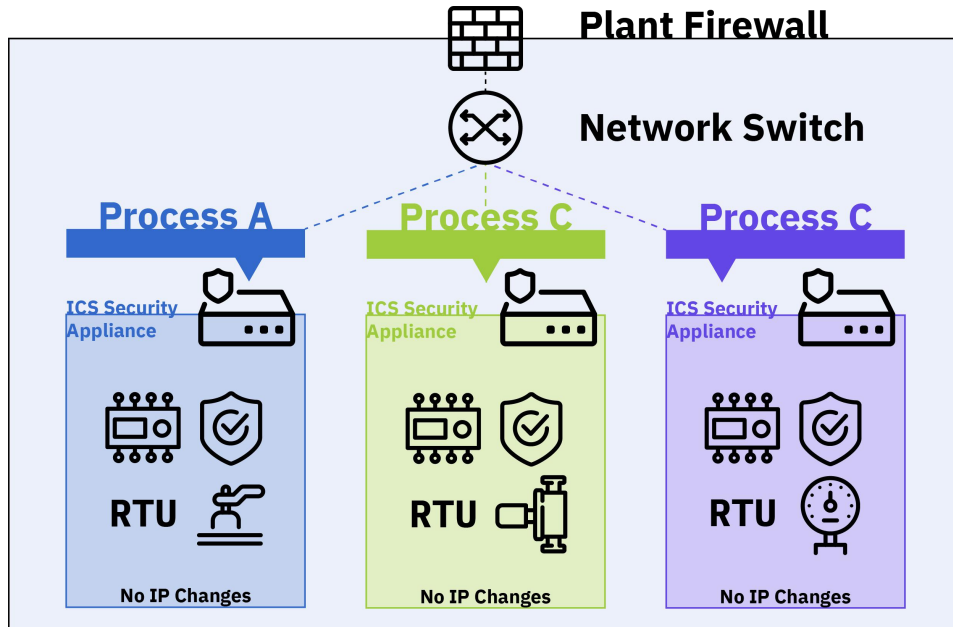 Plant Firewall
Network Switch
Process A
Process C
Process C
ICS Security
Appliance
ICS Security
Appliance
ICS Security
Appliance
RTU
RTU
RTU
No IP Changes
No IP Changes
No IP Changes